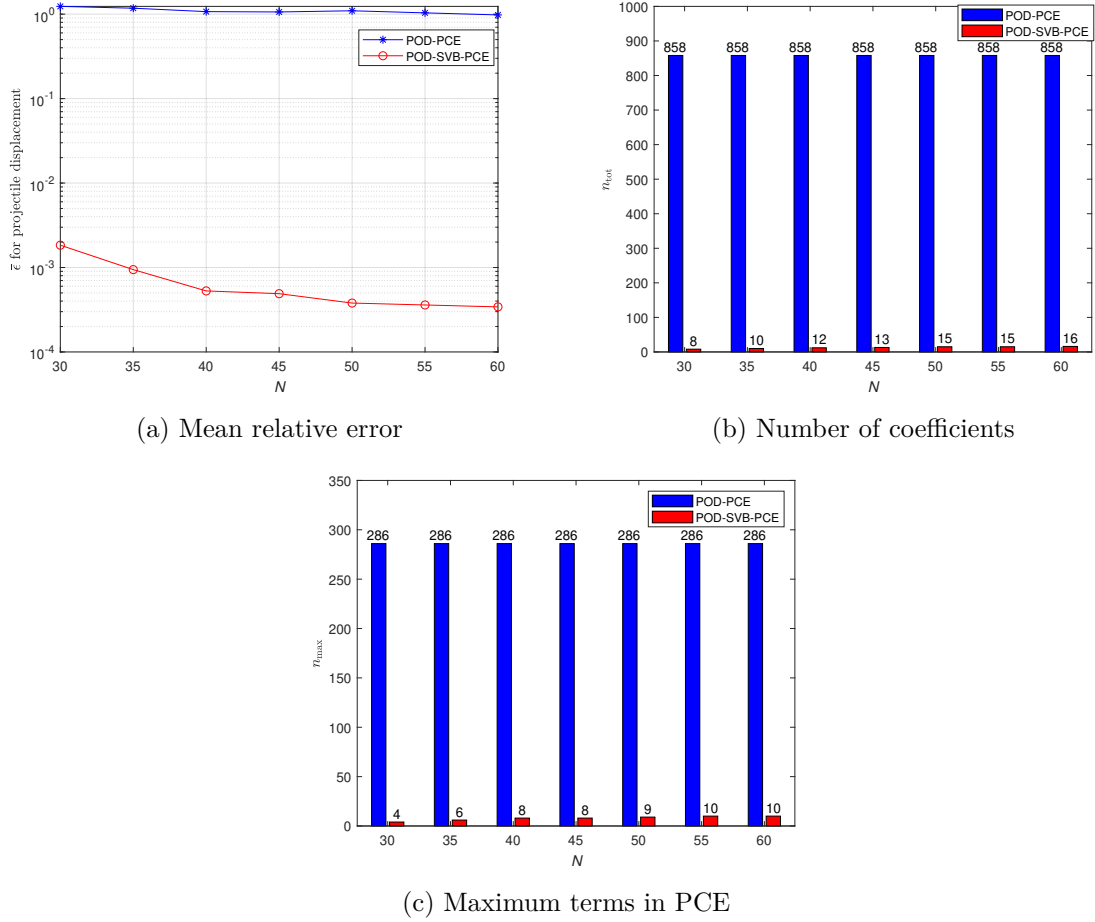 10^0
10^-1
10^-2
10^-3
10^-4
ε̄ for projectile displacement
POD-PCE
POD-SVB-PCE
30 35 40 45 50 55 60
N
(a) Mean relative error
1000
900
800
700
600
500
400
300
200
100
0
n_tot
POD-PCE
POD-SVB-PCE
858 858 858 858 858 858 858
8 10 12 13 15 15 16
30 35 40 45 50 55 60
N
(b) Number of coefficients
350
300
250
200
150
100
50
0
n_max
POD-PCE
POD-SVB-PCE
286 286 286 286 286 286 286
4 6 8 8 9 10 10
30 35 40 45 50 55 60
N
(c) Maximum terms in PCE